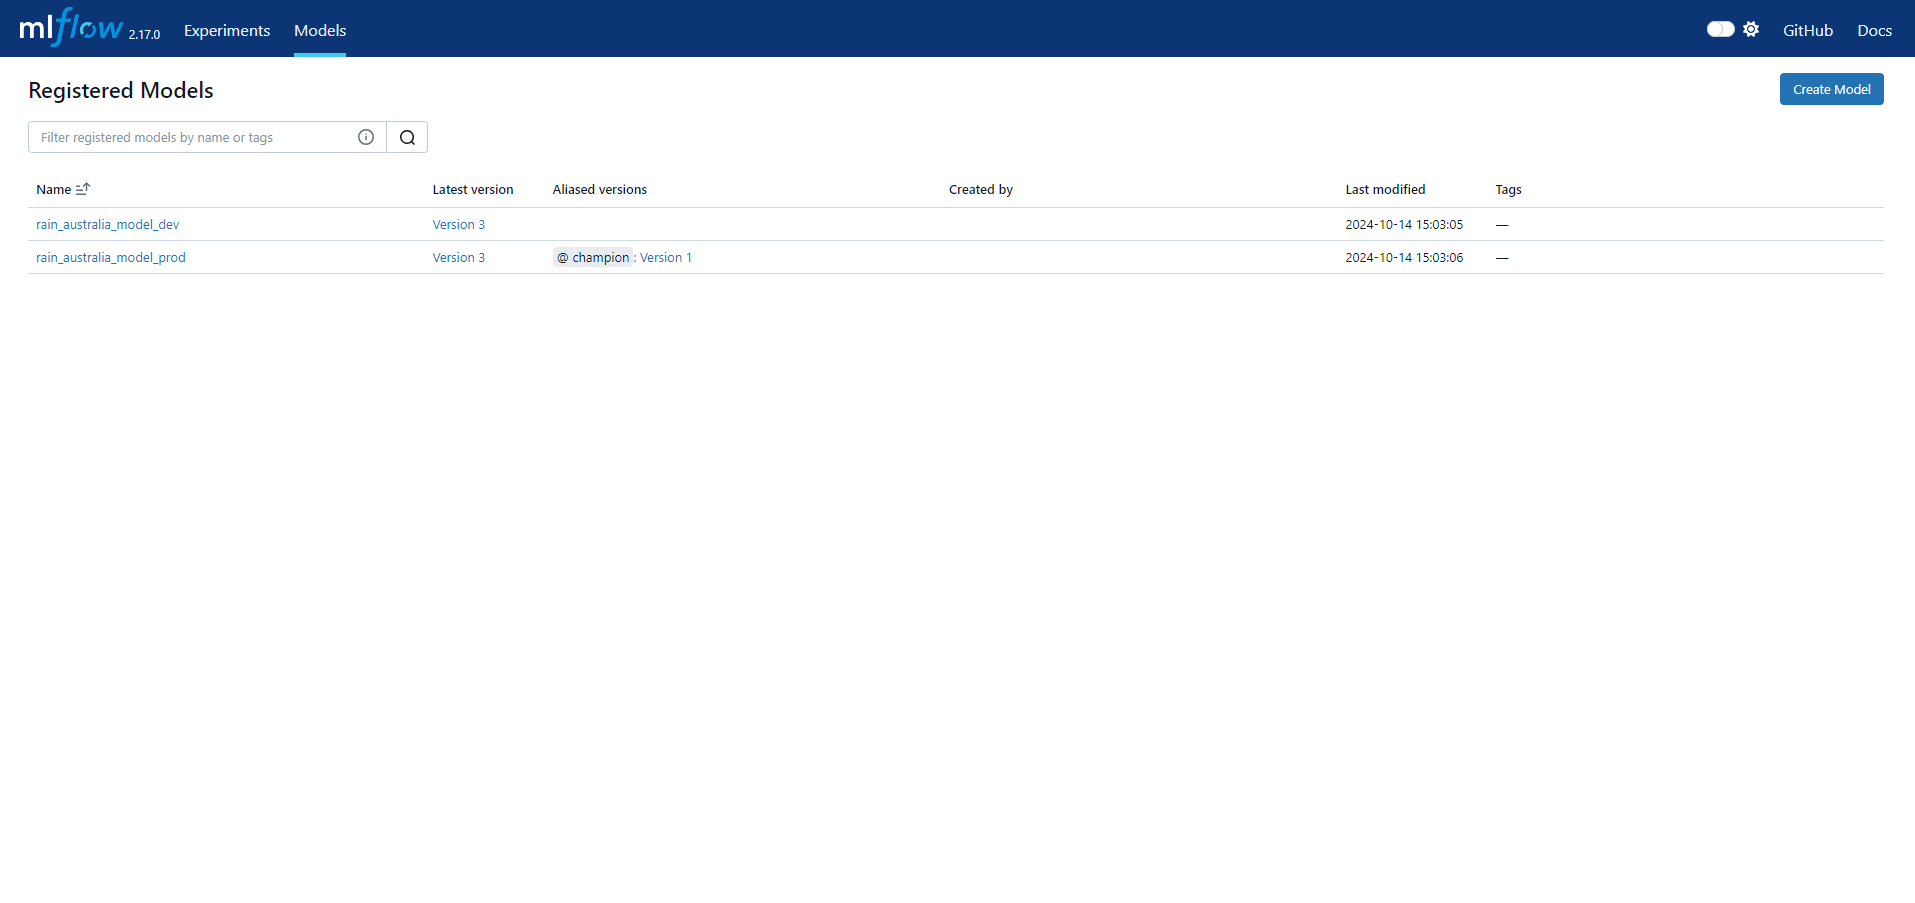 mlflow 2.17.0 Experiments Models GitHub Docs
Registered Models Create Model
Filter registered models by name or tags
Name Latest version Aliased versions Created by Last modified Tags
rain_australia_model_dev Version 3 2024-10-14 15:03:05 —
rain_australia_model_prod Version 3 @ champion : Version 1 2024-10-14 15:03:06 —